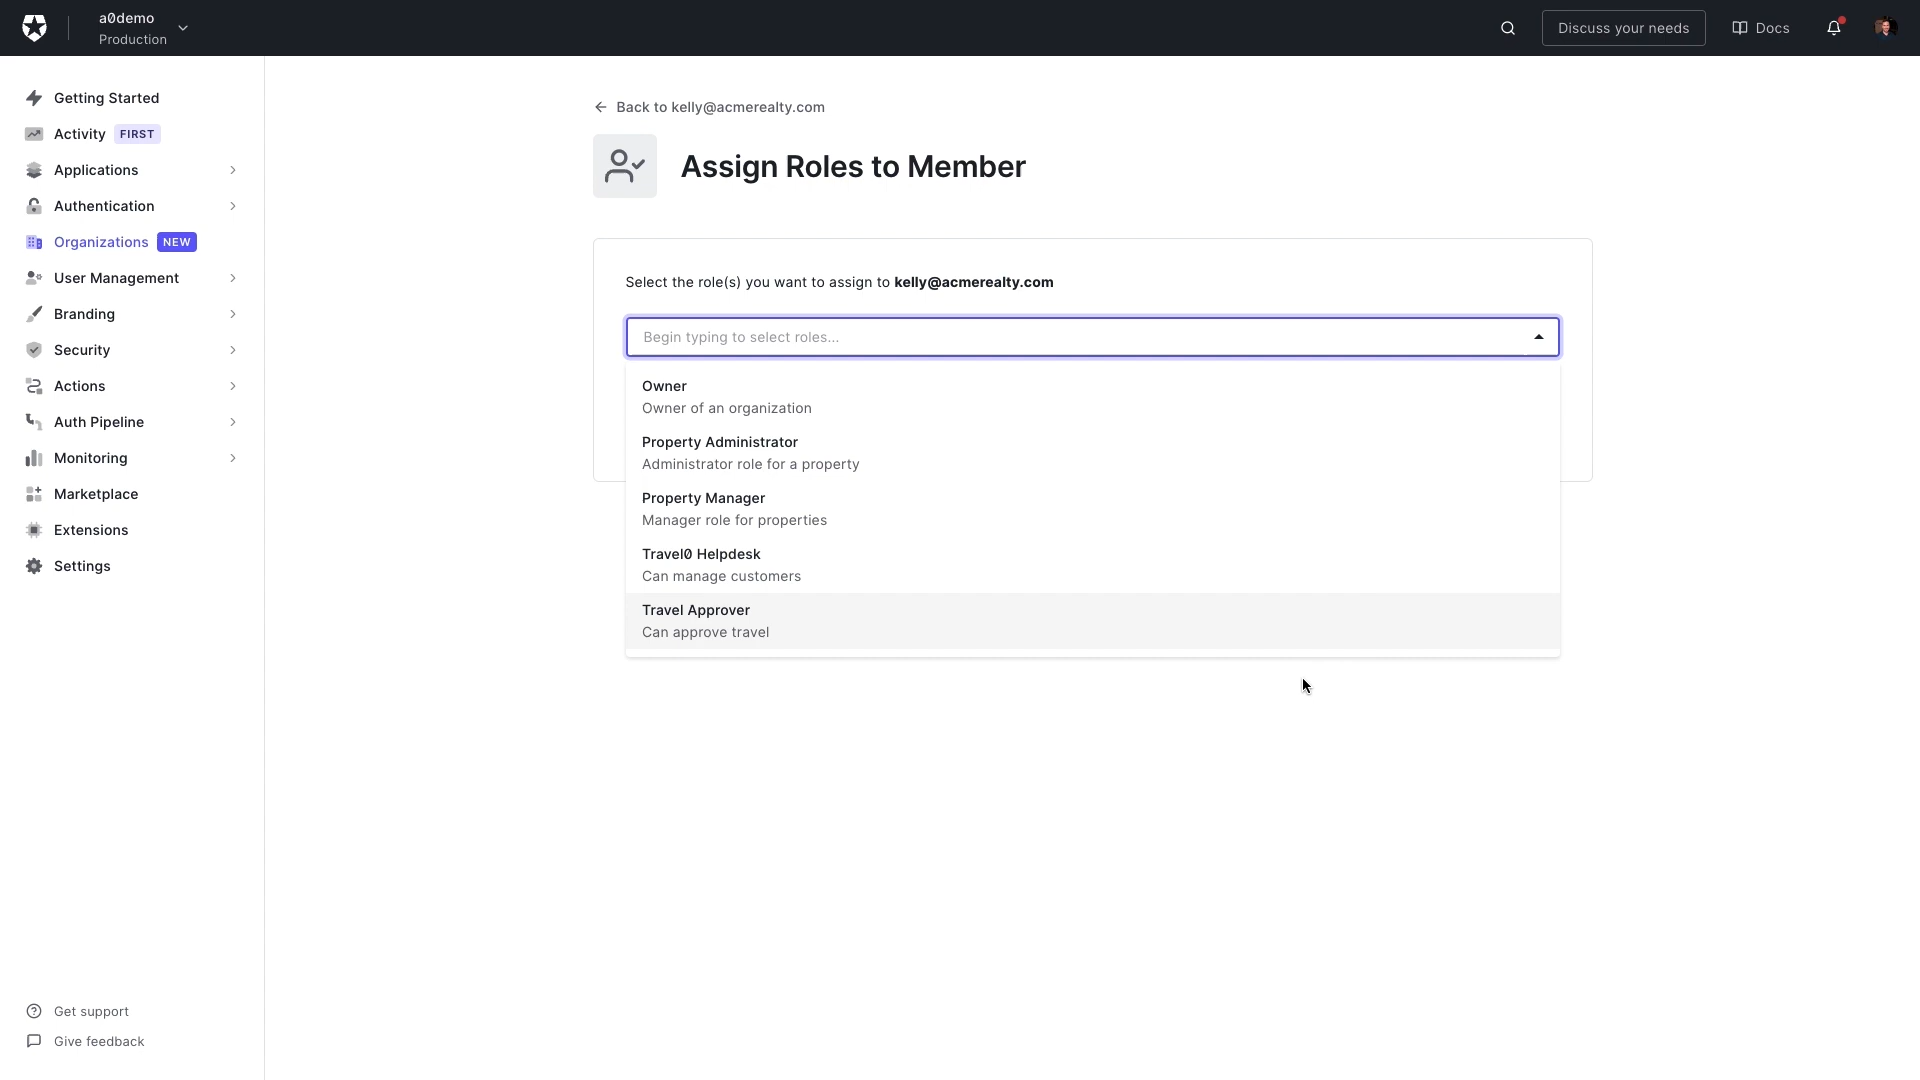 a0demo
Production
Discuss your needs
Docs
Getting Started
Activity FIRST
Applications
Authentication
Organizations NEW
User Management
Branding
Security
Actions
Auth Pipeline
Monitoring
Marketplace
Extensions
Settings
Get support
Give feedback
Back to kelly@acmerealty.com
Assign Roles to Member
Select the role(s) you want to assign to kelly@acmerealty.com
Begin typing to select roles...
Owner
Owner of an organization
Property Administrator
Administrator role for a property
Property Manager
Manager role for properties
Travel0 Helpdesk
Can manage customers
Travel Approver
Can approve travel